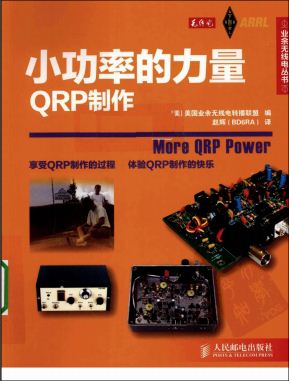 无线电
ARRL
业余无线电丛书
小功率的力量
QRP制作
[美] 美国业余无线电转播联盟 编
赵辉 (BD6RA) 译
More QRP Power
享受QRP制作的过程 体验QRP制作的快乐
人民邮电出版社